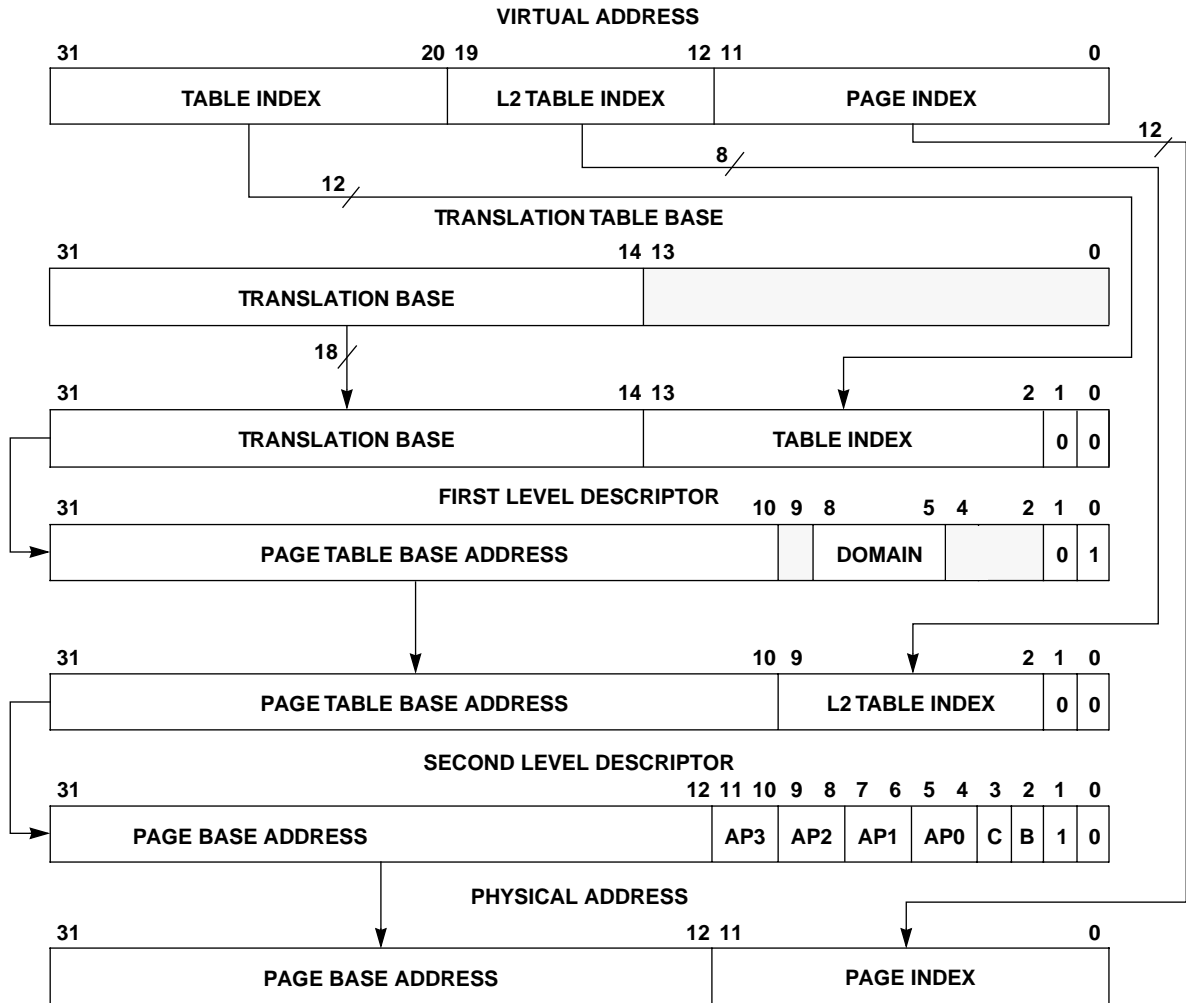 VIRTUAL ADDRESS
31 20 19 12 11 0
TABLE INDEX L2 TABLE INDEX PAGE INDEX
12
8
12
TRANSLATION TABLE BASE
31 14 13 0
TRANSLATION BASE
18
31 14 13 2 1 0
TRANSLATION BASE TABLE INDEX 0 0
FIRST LEVEL DESCRIPTOR
31 10 9 8 5 4 2 1 0
PAGE TABLE BASE ADDRESS DOMAIN 0 1
31 10 9 2 1 0
PAGE TABLE BASE ADDRESS L2 TABLE INDEX 0 0
SECOND LEVEL DESCRIPTOR
31 12 11 10 9 8 7 6 5 4 3 2 1 0
PAGE BASE ADDRESS AP3 AP2 AP1 AP0 C B 1 0
PHYSICAL ADDRESS
31 12 11 0
PAGE BASE ADDRESS PAGE INDEX